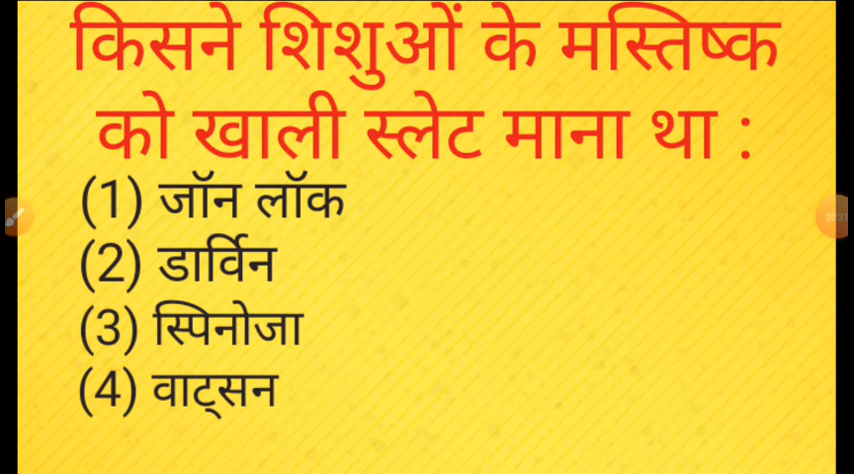 किसने शिशुओं के मस्तिष्क
को खाली स्लेट माना था :
(1) जॉन लॉक
(2) डार्विन
(3) स्पिनोजा
(4) वाट्सन